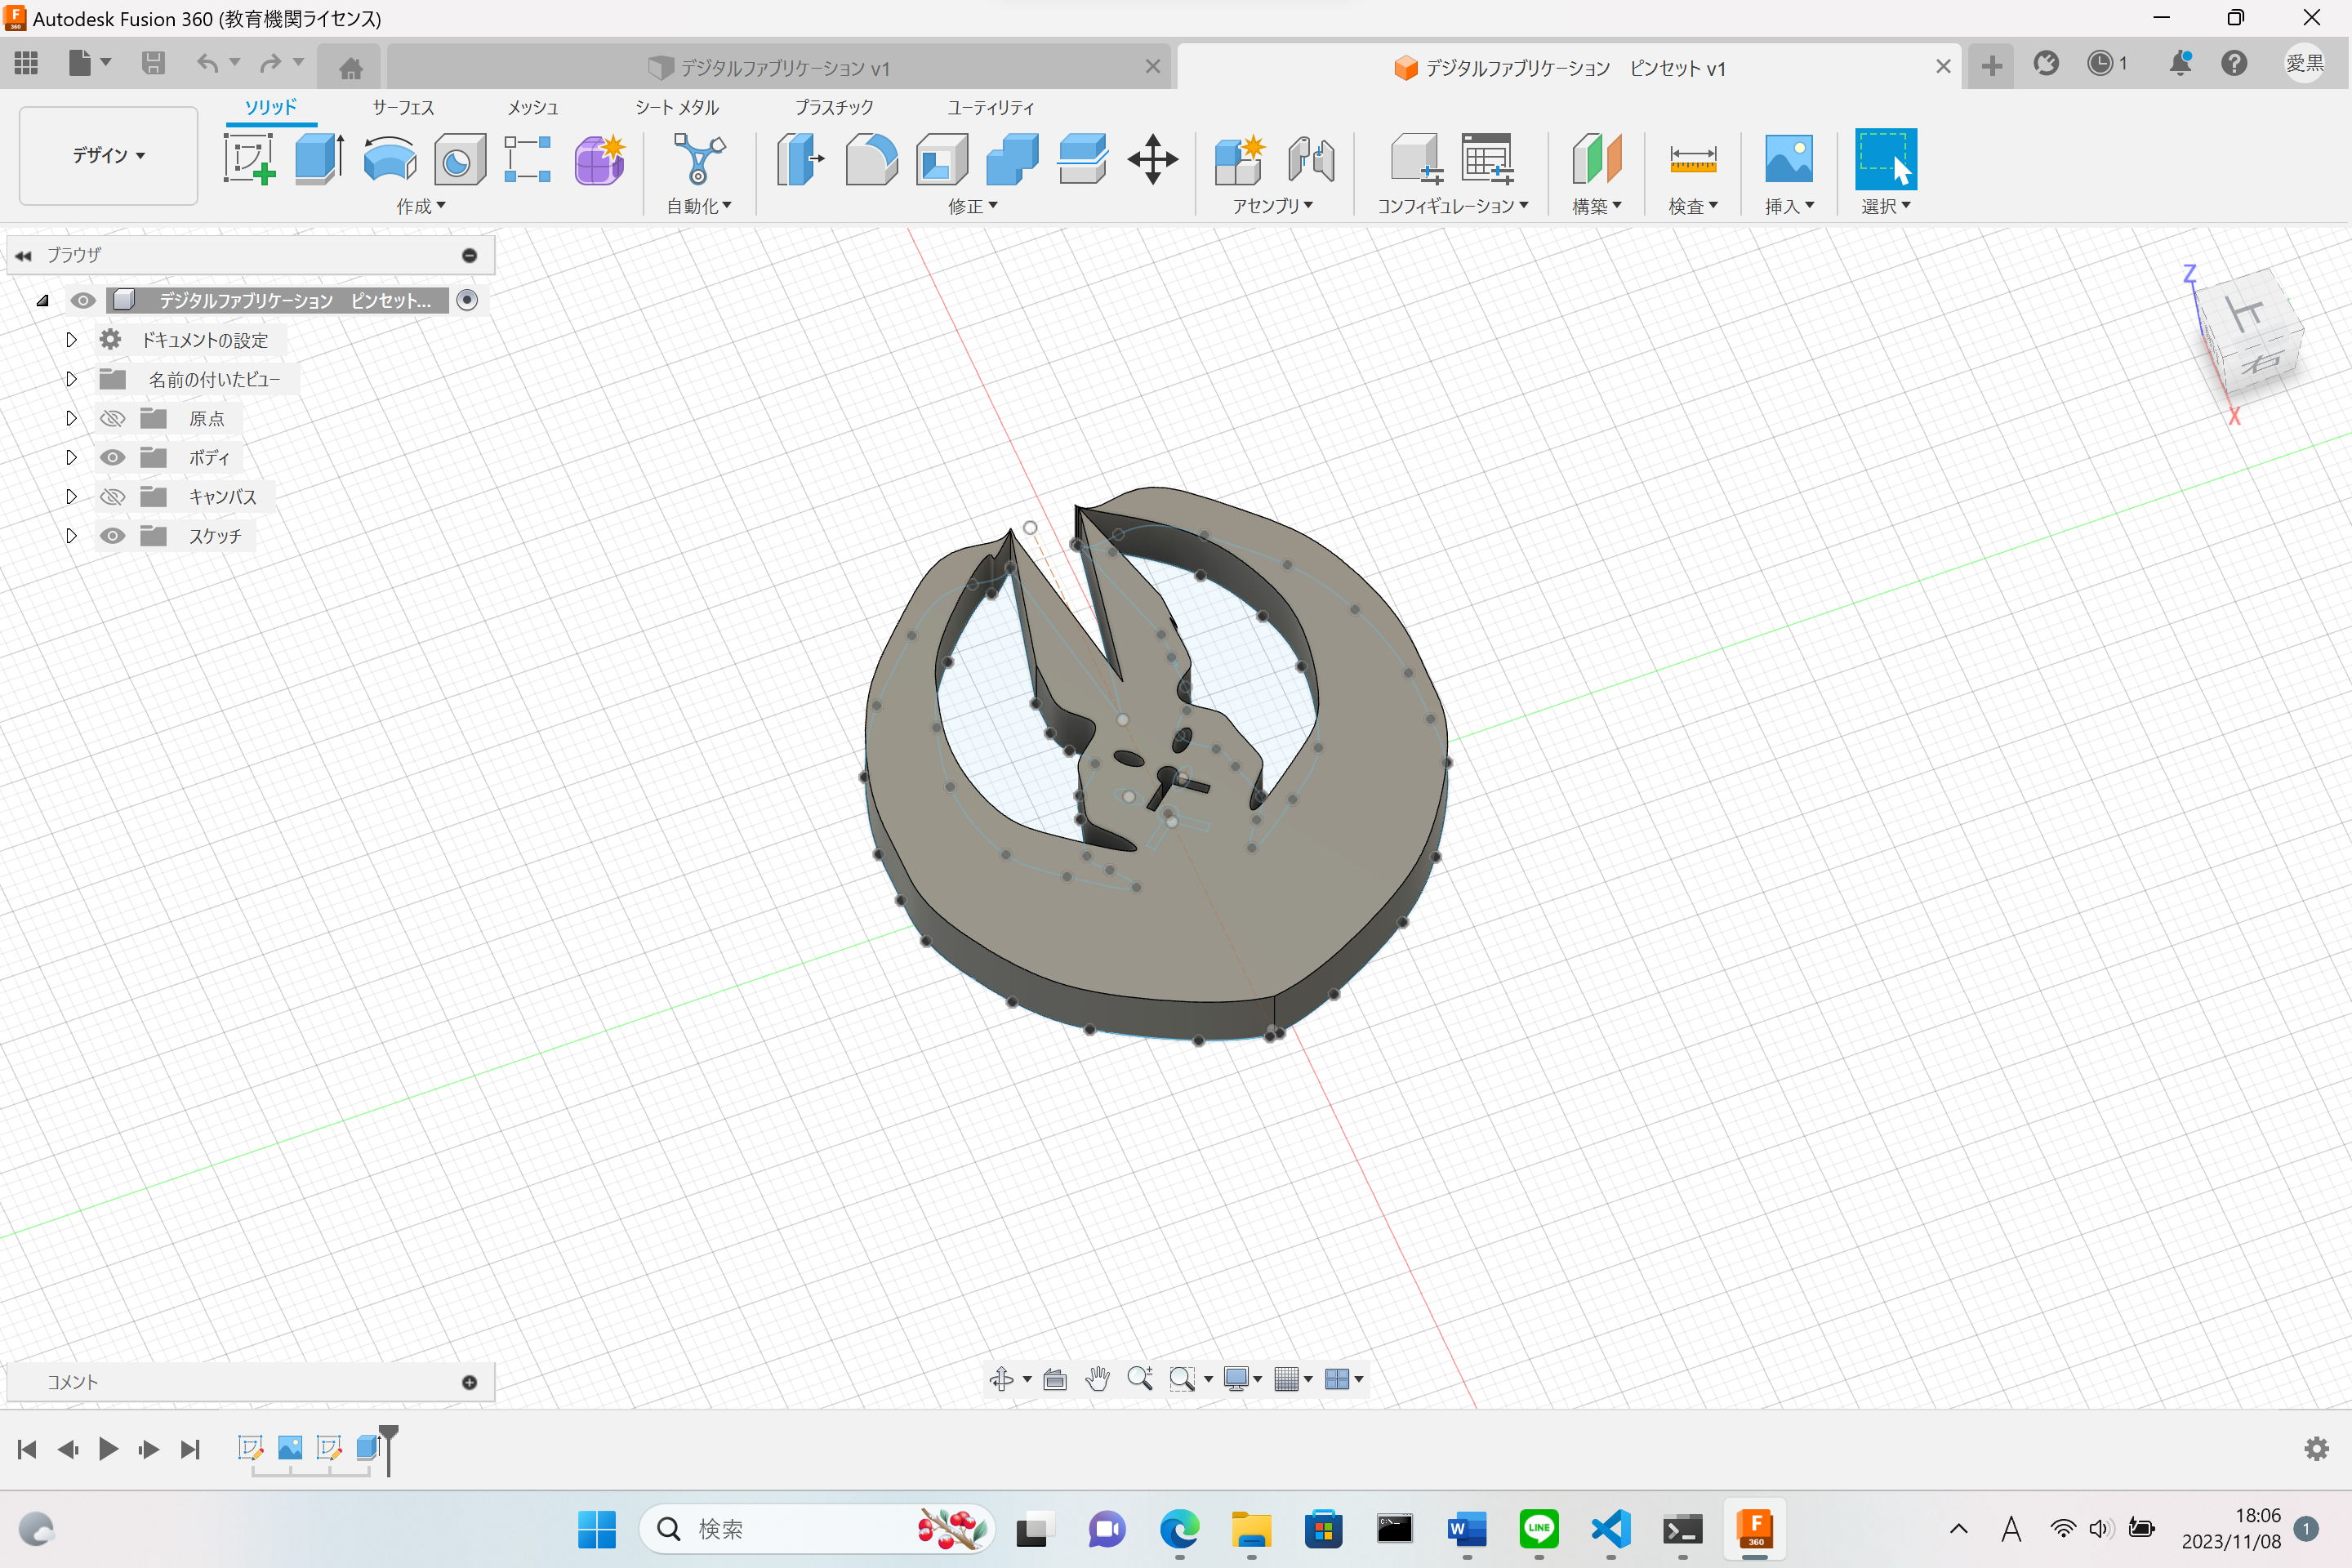 Autodesk Fusion 360 (教育機関ライセンス)
デジタルファブリケーション v1
デジタルファブリケーション　ピンセット v1
1
愛黒
ソリッド
サーフェス
メッシュ
シート メタル
プラスチック
ユーティリティ
デザイン
作成
自動化
修正
アセンブリ
コンフィギュレーション
構築
検査
挿入
選択
ブラウザ
デジタルファブリケーション　ピンセット...
ドキュメントの設定
名前の付いたビュー
原点
ボディ
キャンバス
スケッチ
Z
上
右
X
コメント
検索
LINE
F
360
A
18:06
2023/11/08
1